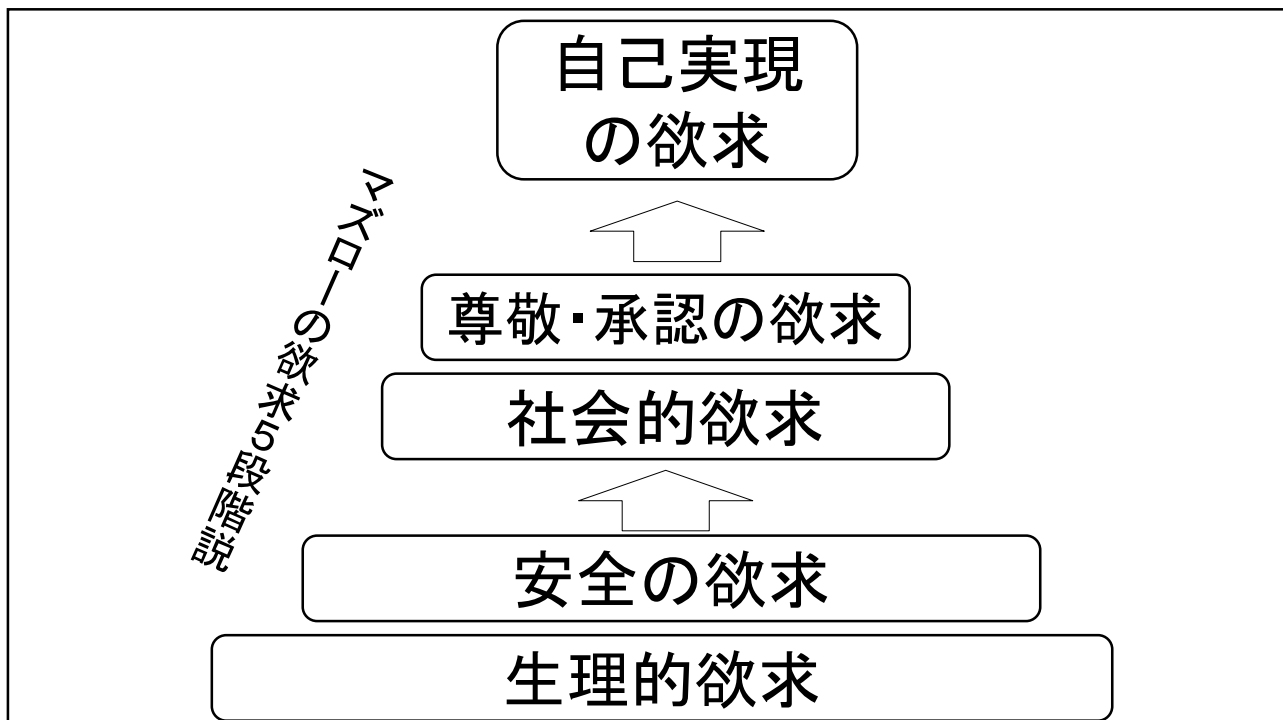 自己実現
の欲求
マズローの欲求5段階説
尊敬・承認の欲求
社会的欲求
安全の欲求
生理的欲求